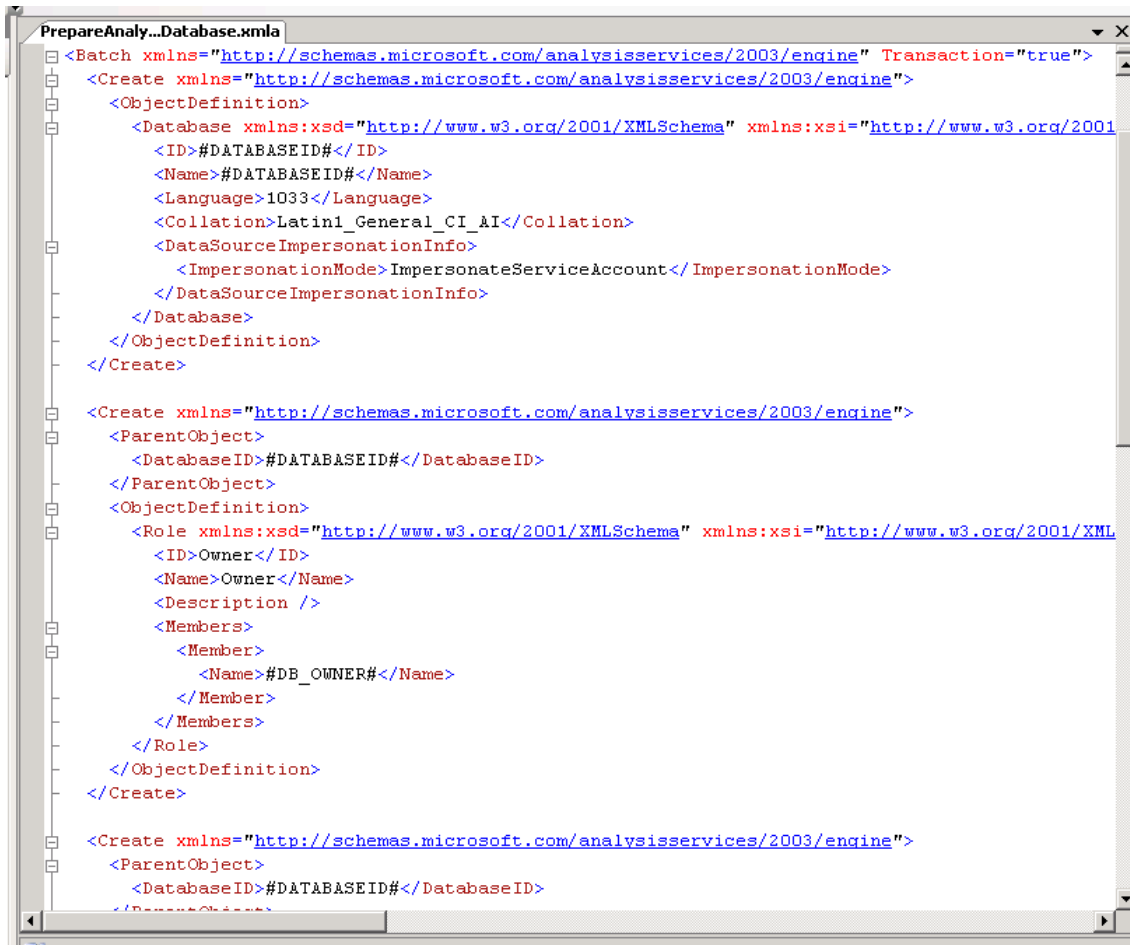 PrepareAnaly...Database.xmla
<Batch xmlns="http://schemas.microsoft.com/analysisservices/2003/engine" Transaction="true">
<Create xmlns="http://schemas.microsoft.com/analysisservices/2003/engine">
<ObjectDefinition>
<Database xmlns:xsd="http://www.w3.org/2001/XMLSchema" xmlns:xsi="http://www.w3.org/2001
<ID>#DATABASEID#</ID>
<Name>#DATABASEID#</Name>
<Language>1033</Language>
<Collation>Latin1_General_CI_AI</Collation>
<DataSourceImpersonationInfo>
<ImpersonationMode>ImpersonateServiceAccount</ImpersonationMode>
</DataSourceImpersonationInfo>
</Database>
</ObjectDefinition>
</Create>
<Create xmlns="http://schemas.microsoft.com/analysisservices/2003/engine">
<ParentObject>
<DatabaseID>#DATABASEID#</DatabaseID>
</ParentObject>
<ObjectDefinition>
<Role xmlns:xsd="http://www.w3.org/2001/XMLSchema" xmlns:xsi="http://www.w3.org/2001/XML
<ID>Owner</ID>
<Name>Owner</Name>
<Description />
<Members>
<Member>
<Name>#DB_OWNER#</Name>
</Member>
</Members>
</Role>
</ObjectDefinition>
</Create>
<Create xmlns="http://schemas.microsoft.com/analysisservices/2003/engine">
<ParentObject>
<DatabaseID>#DATABASEID#</DatabaseID>